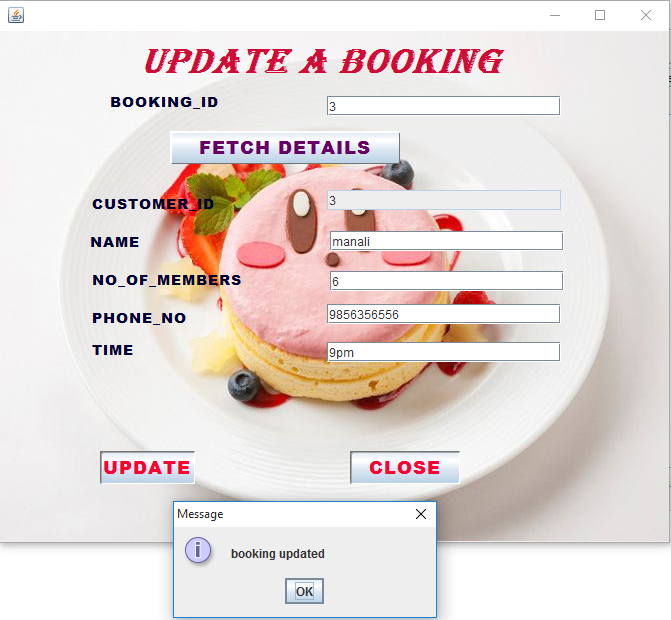 UPDATE A BOOKING
BOOKING_ID 3
FETCH DETAILS
CUSTOMER_ID 3
NAME manali
NO_OF_MEMBERS 6
PHONE_NO 9856356556
TIME 9pm
UPDATE CLOSE
Message
i booking updated
OK